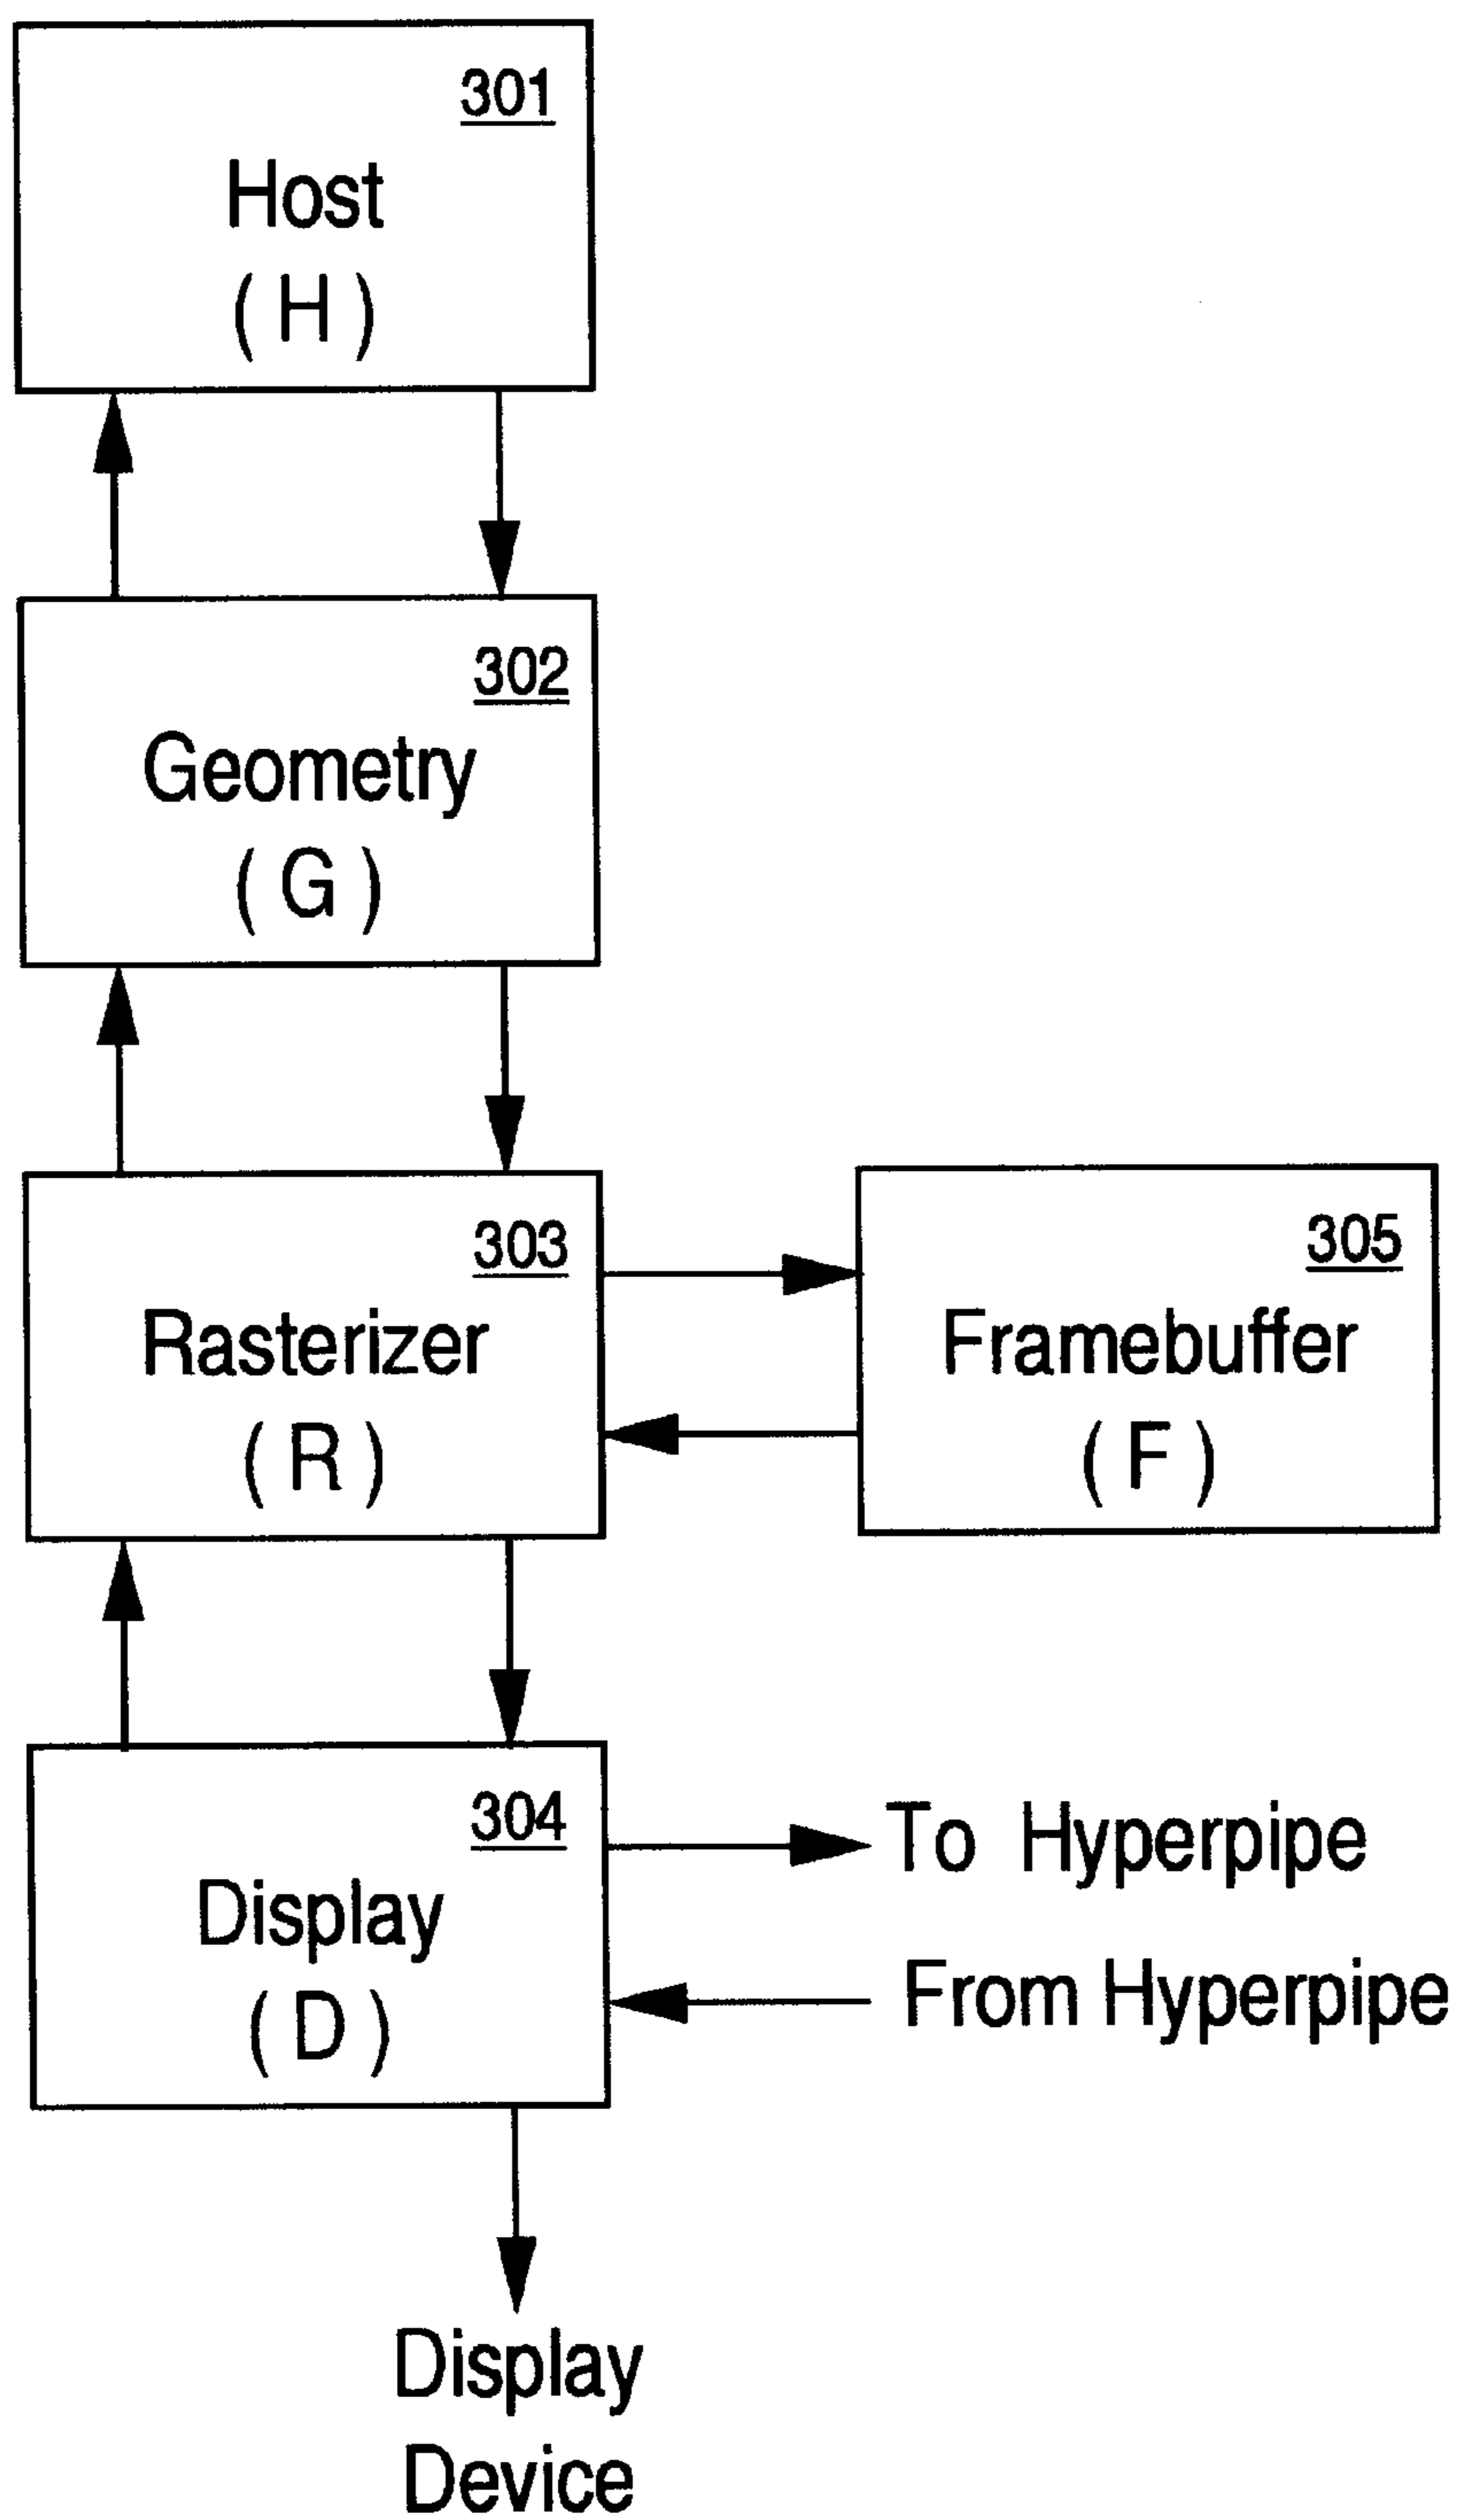 301
Host
( H )
302
Geometry
( G )
303
Rasterizer
( R )
305
Framebuffer
( F )
304
Display
( D )
To Hyperpipe
From Hyperpipe
Display
Device